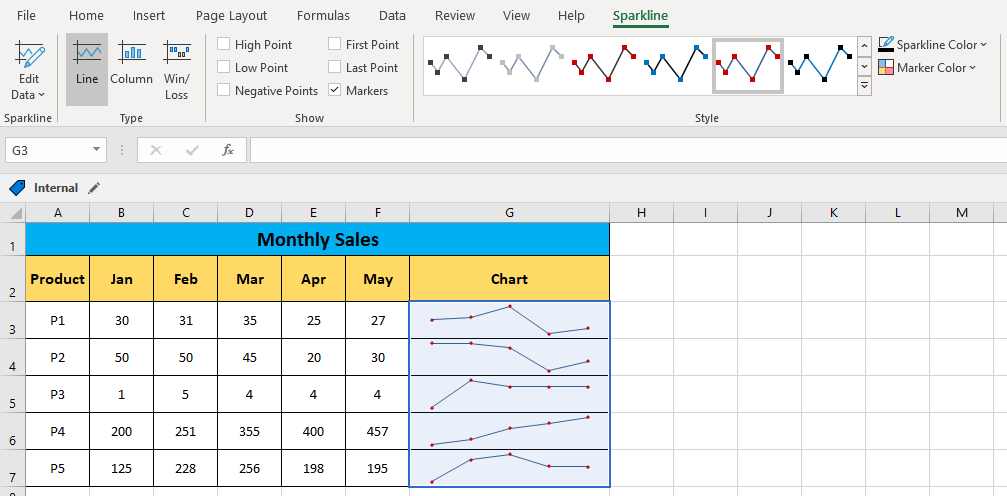 File Home Insert Page Layout Formulas Data Review View Help Sparkline
High Point First Point
Low Point Last Point
Negative Points Markers
Edit Data
Line Column Win/ Loss
Sparkline Color
Marker Color
Sparkline Type Show Style
G3 fx
Internal
A B C D E F G H I J K L M
1 Monthly Sales
2 Product Jan Feb Mar Apr May Chart
3 P1 30 31 35 25 27
4 P2 50 50 45 20 30
5 P3 1 5 4 4 4
6 P4 200 251 355 400 457
7 P5 125 228 256 198 195